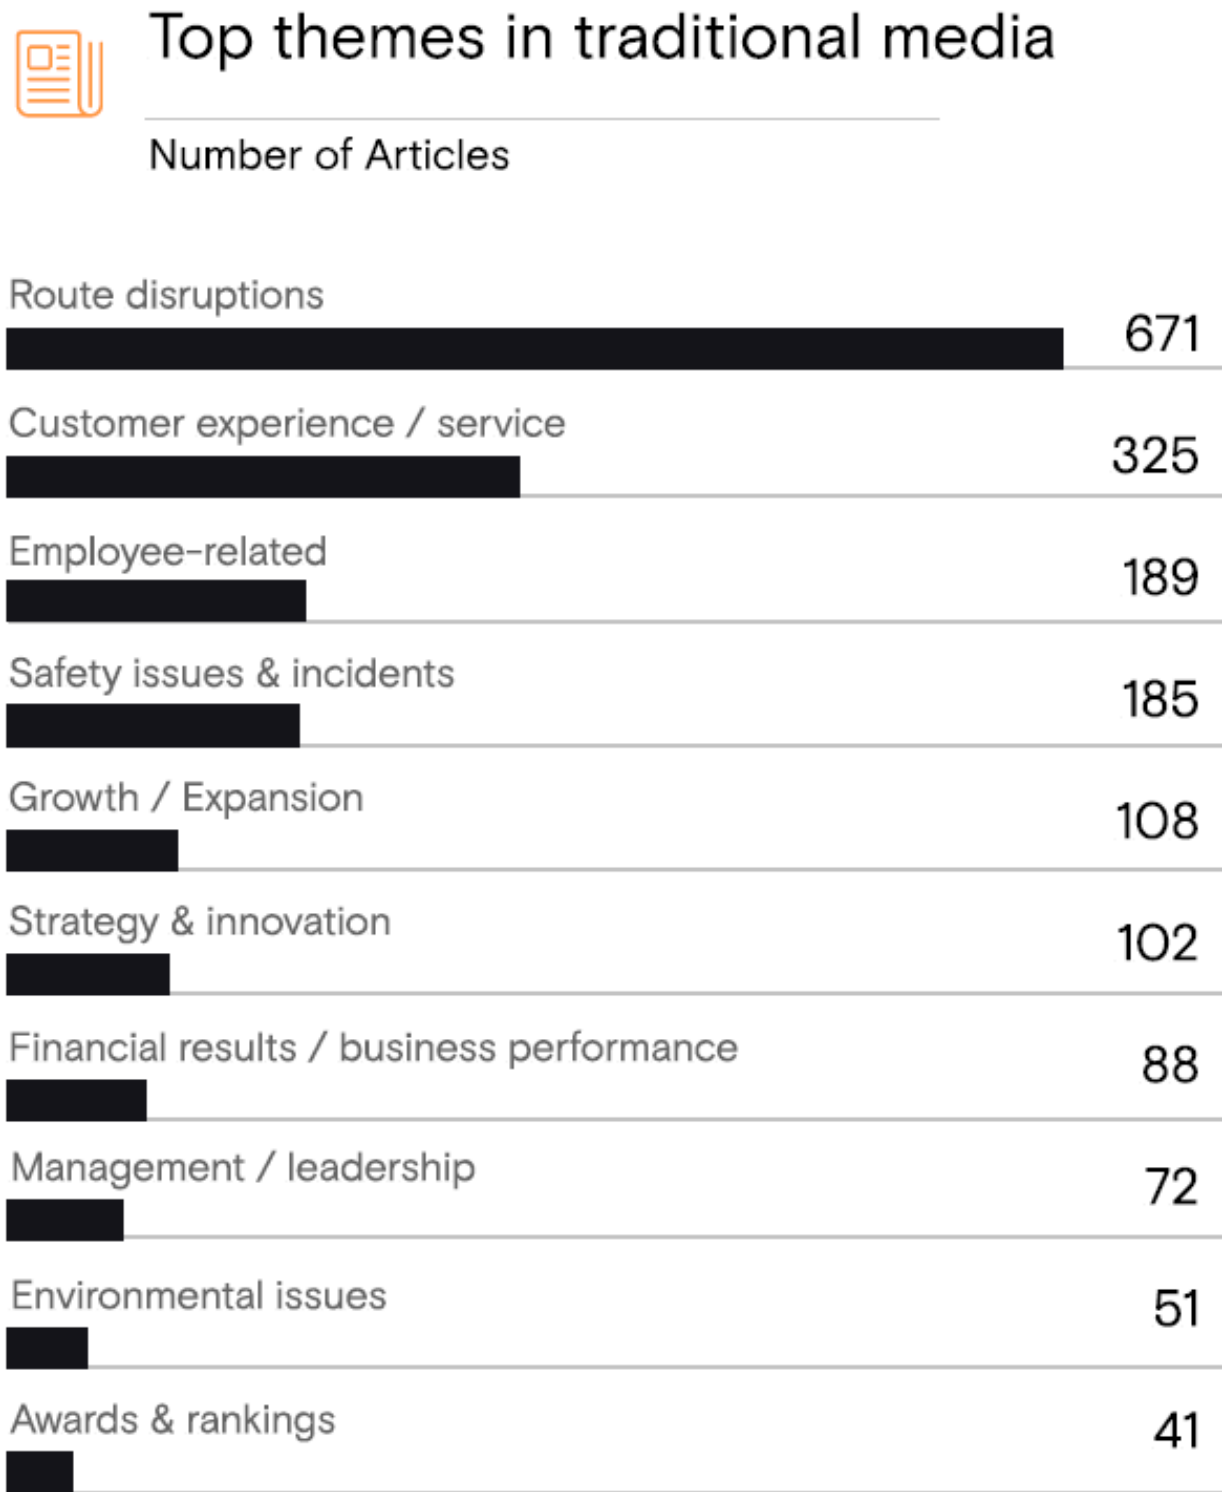 Top themes in traditional media
Number of Articles
Route disruptions
671
Customer experience / service
325
Employee-related
189
Safety issues & incidents
185
Growth / Expansion
108
Strategy & innovation
102
Financial results / business performance
88
Management / leadership
72
Environmental issues
51
Awards & rankings
41